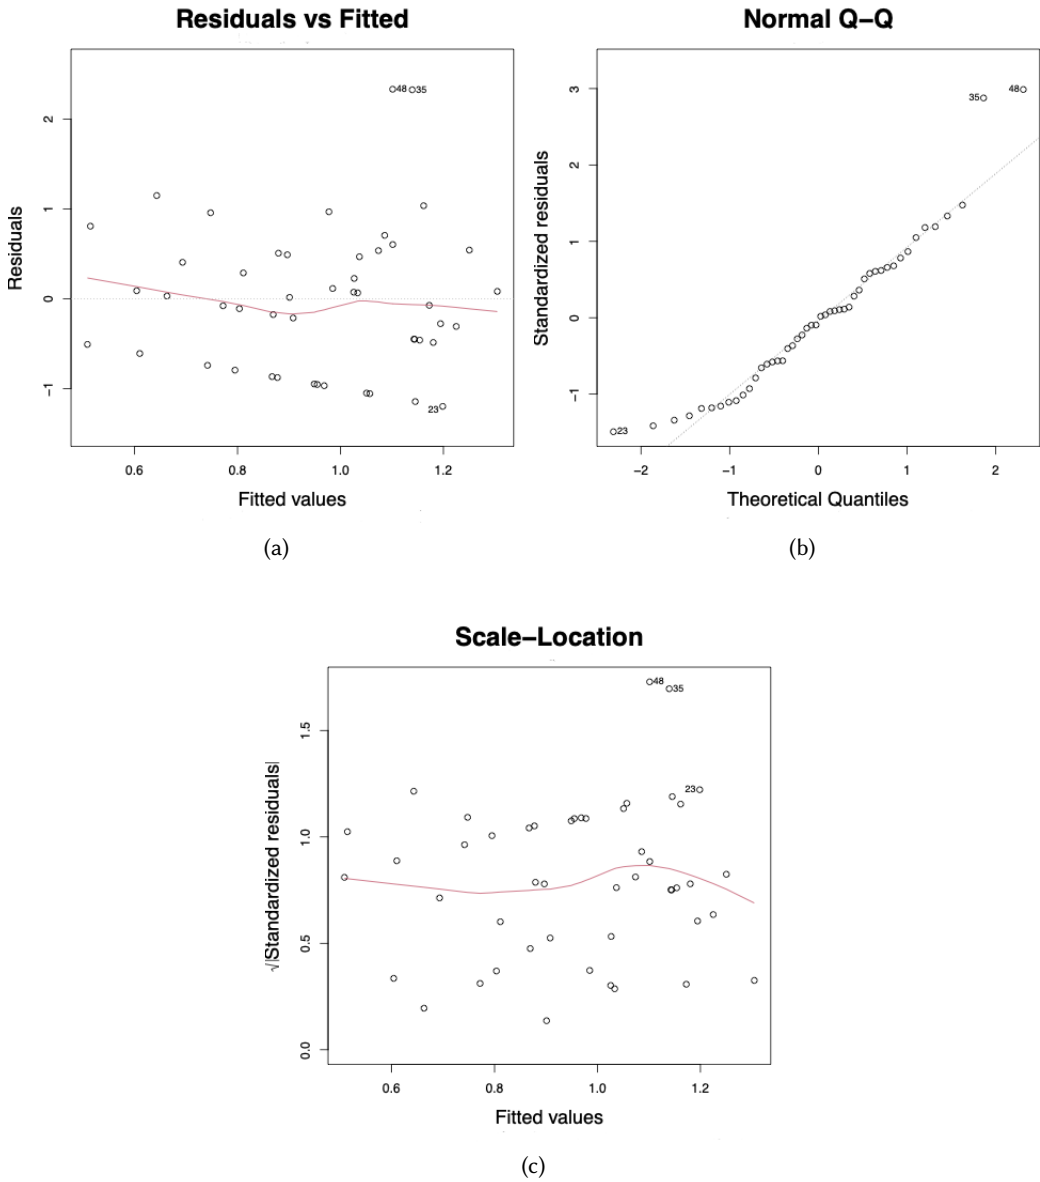 Residuals vs Fitted
Residuals
2
1
0
−1
48
35
23
0.6 0.8 1.0 1.2
Fitted values
(a)
Normal Q−Q
Standardized residuals
3
2
1
0
−1
35
48
23
−2 −1 0 1 2
Theoretical Quantiles
(b)
Scale−Location
√|Standardized residuals|
1.5
1.0
0.5
0.0
48
35
23
0.6 0.8 1.0 1.2
Fitted values
(c)